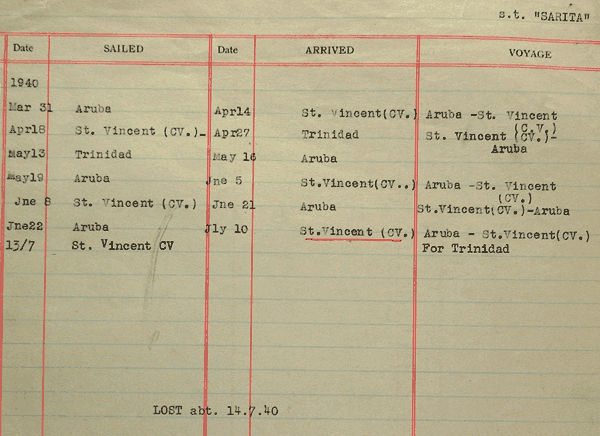 s.t. "SARITA"
Date SAILED Date ARRIVED VOYAGE
1940
Mar 31 Aruba Apr14 St. Vincent(CV.) Aruba -St. Vincent
(C.V.)
Apr18 St. Vincent (CV.)- Apr27 Trinidad St. Vincent (CV.)-
Aruba
May13 Trinidad May 16 Aruba
May19 Aruba Jne 5 St.Vincent(CV..) Aruba -St. Vincent
(CV.)
Jne 8 St. Vincent (CV.) Jne 21 Aruba St.Vincent(CV.)-Aruba
Jne22 Aruba Jly 10 St.Vincent (CV.) Aruba - St.Vincent(CV.)
13/7 St. Vincent CV For Trinidad
LOST abt. 14.7.40